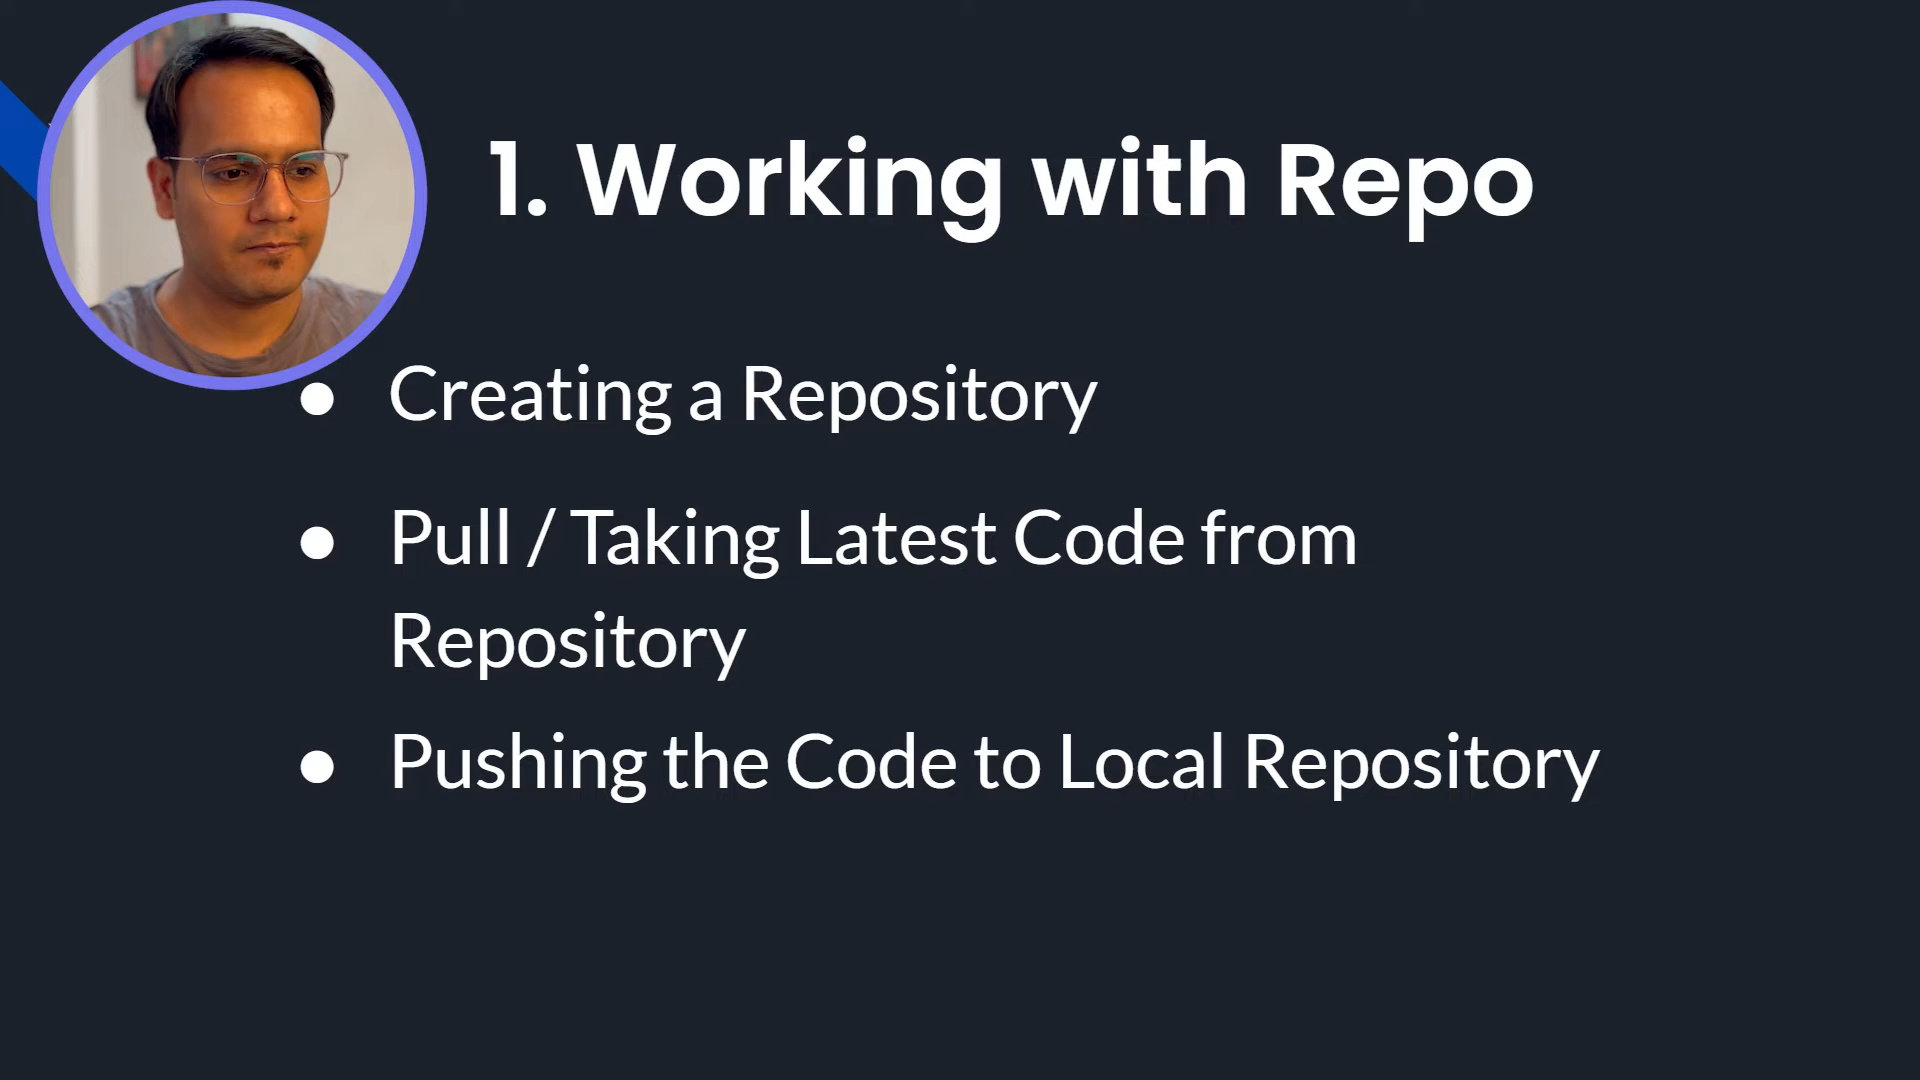 1. Working with Repo
● Creating a Repository
● Pull / Taking Latest Code from
Repository
● Pushing the Code to Local Repository